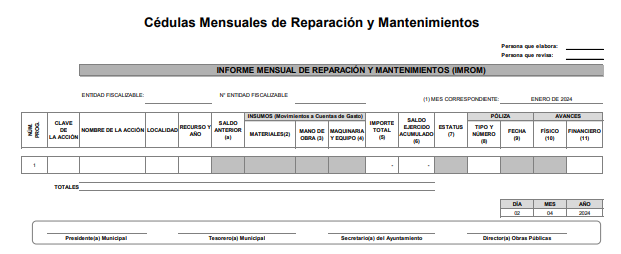 Cédulas Mensuales de Reparación y Mantenimientos
Persona que elabora:
Persona que revisa:
INFORME MENSUAL DE REPARACIÓN Y MANTENIMIENTOS (IMROM)
ENTIDAD FISCALIZABLE: N° ENTIDAD FISCALIZABLE: (1) MES CORRESPONDIENTE: ENERO DE 2024
NÚM. PROG.
CLAVE DE LA ACCIÓN
NOMBRE DE LA ACCIÓN
LOCALIDAD
RECURSO Y AÑO
SALDO ANTERIOR (a)
INSUMOS (Movimientos a Cuentas de Gasto)
MATERIALES(2)
MANO DE OBRA (3)
MAQUINARIA Y EQUIPO (4)
IMPORTE TOTAL (5)
SALDO EJERCIDO ACUMULADO (6)
ESTATUS (7)
PÓLIZA
TIPO Y NÚMERO (8)
FECHA (9)
AVANCES
FÍSICO (10)
FINANCIERO (11)
1 - -
TOTALES
DÍA MES AÑO
02 04 2024
Presidente(a) Municipal Tesorero(a) Municipal Secretario(a) del Ayuntamiento Director(a) Obras Públicas